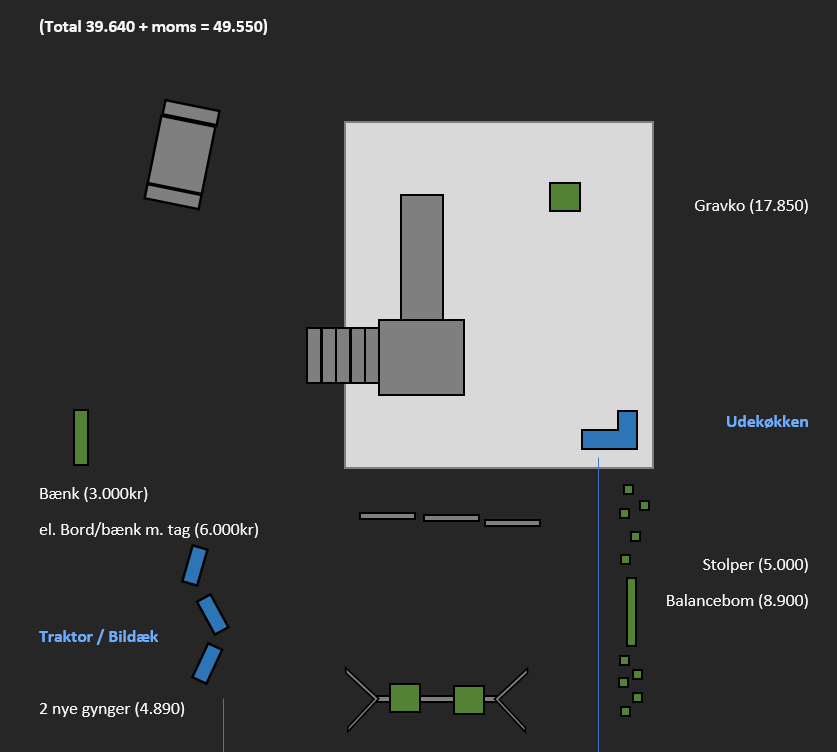 (Total 39.640 + moms = 49.550)
Gravko (17.850)
Udekøkken
Bænk (3.000kr)
el. Bord/bænk m. tag (6.000kr)
Stolper (5.000)
Balancebom (8.900)
Traktor / Bildæk
2 nye gynger (4.890)